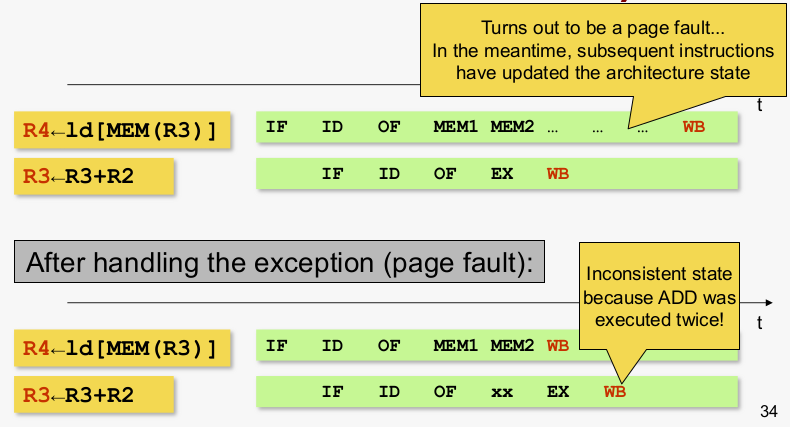 Turns out to be a page fault...
In the meantime, subsequent instructions
have updated the architecture state
t
R4←ld[MEM(R3)] IF ID OF MEM1 MEM2 … … … WB
R3←R3+R2 IF ID OF EX WB
After handling the exception (page fault):
Inconsistent state
because ADD was
executed twice!
t
R4←ld[MEM(R3)] IF ID OF MEM1 MEM2 WB
R3←R3+R2 IF ID OF xx EX WB
34